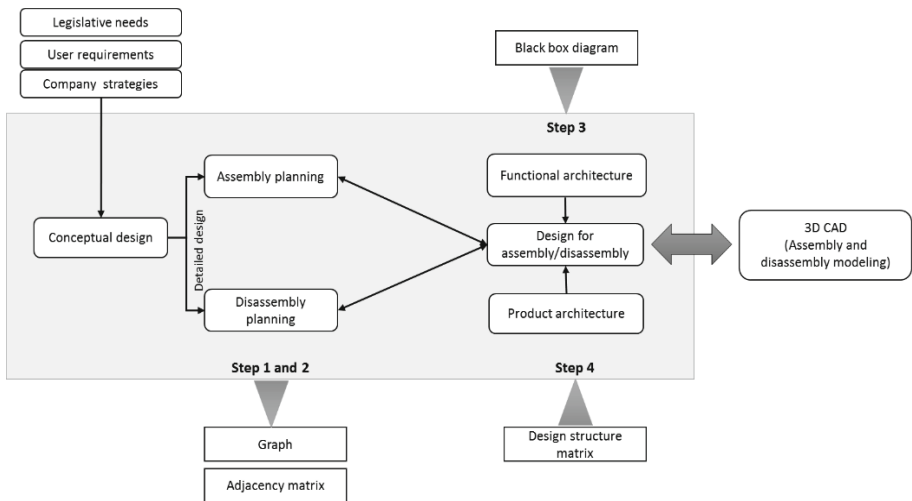 Legislative needs
User requirements
Company strategies
Black box diagram
Step 3
Assembly planning
Functional architecture
Conceptual design
Detailed design
Design for
assembly/disassembly
3D CAD
(Assembly and
disassembly modeling)
Disassembly
planning
Product architecture
Step 1 and 2
Step 4
Graph
Adjacency matrix
Design structure
matrix